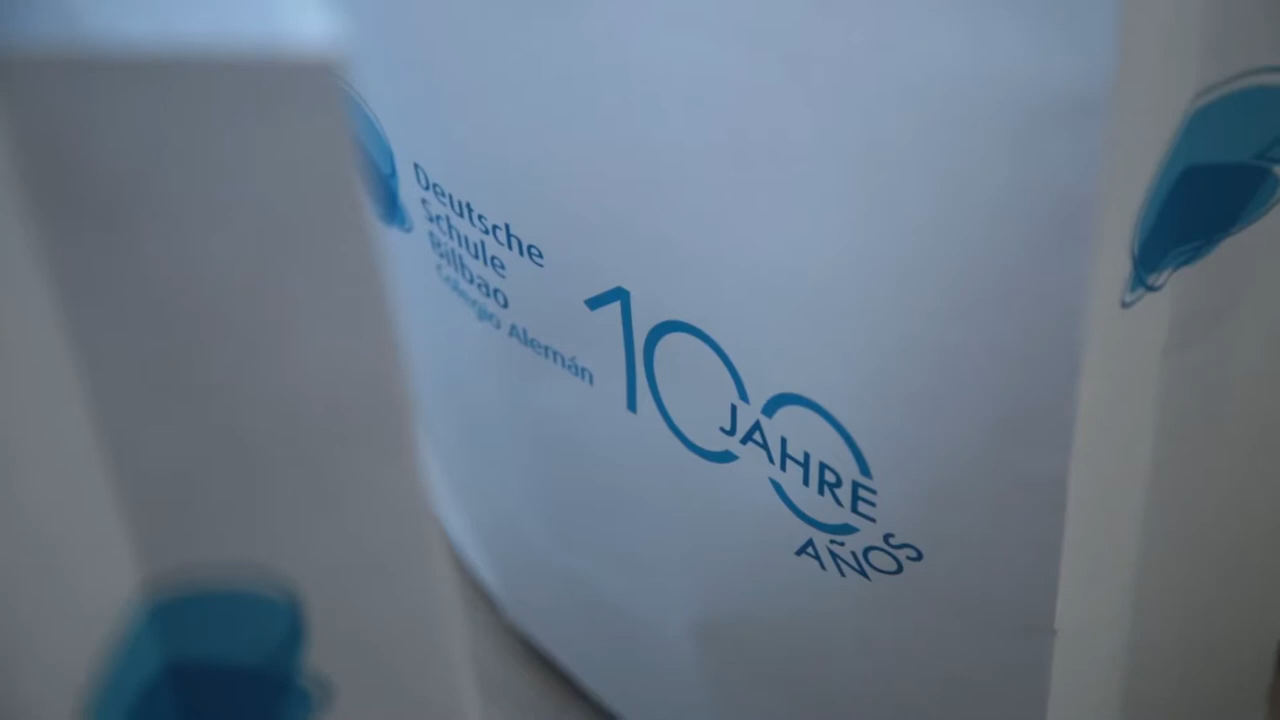 Deutsche
Schule
Bilbao
Colegio Alemán
100
JAHRE
AÑOS